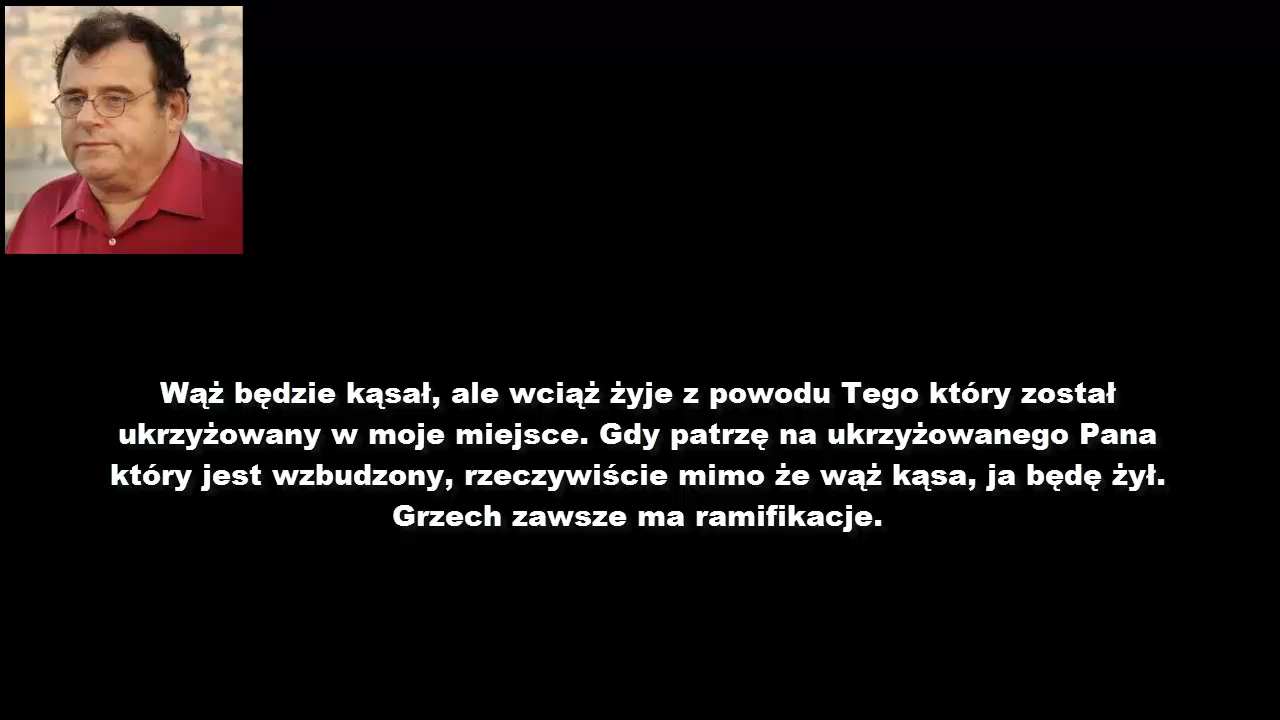 Wąż będzie kąsał, ale wciąż żyje z powodu Tego który został
ukrzyżowany w moje miejsce. Gdy patrzę na ukrzyżowanego Pana
który jest wzbudzony, rzeczywiście mimo że wąż kąsa, ja będę żył.
Grzech zawsze ma ramifikacje.